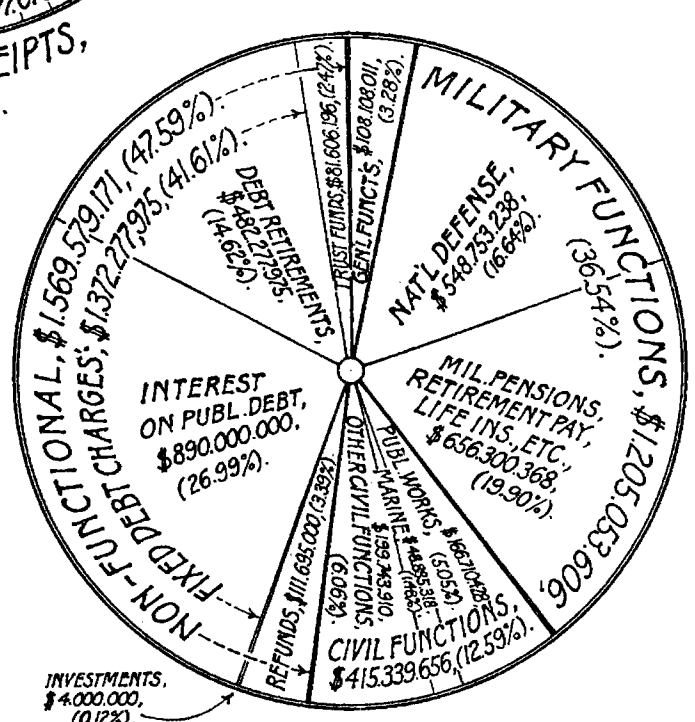 EIPTS,
MILITARY FUNCTIONS, $1.205.053.606,
(36.54%).
NAT'L DEFENSE,
$548.753.238,
(16.64%).
MIL. PENSIONS,
RETIREMENT PAY,
LIFE INS., ETC.,
$656.300.368,
(19.90%).
CIVIL FUNCTIONS,
$415.339.656, (12.59%).
PUBL. WORKS, $166.710.428
(5.05%).
MARINE $48.885.318.
(1.48%).
OTHER CIVIL FUNCTIONS,
$199.743.910.
(6.06%).
REFUNDS, $111.695.000, (3.39%).
INVESTMENTS,
$4.000.000,
(0.12%)
INTEREST
ON PUBL. DEBT,
$890.000.000,
(26.99%).
NON-FUNCTIONAL, $1.569.579.171, (47.59%).
FIXED DEBT CHARGES: $1.372.277.975, (41.61%).
DEBT RETIREMENTS,
$482.277.975
(14.62%).
TRUST FUNDS, $81.606.196, (2.47%).
GEN'L FUNCT'S, $108.108.011,
(3.28%).